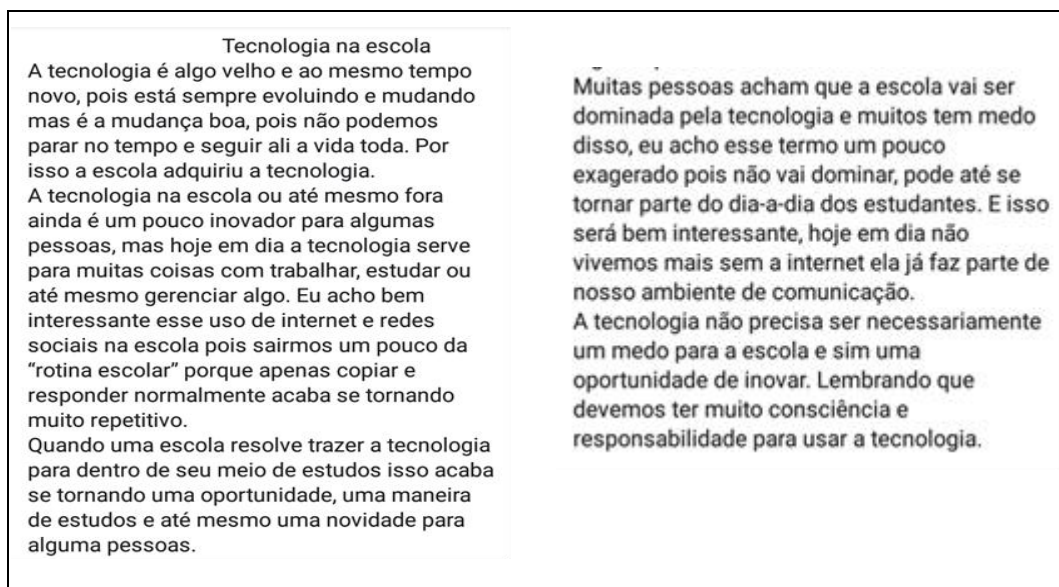 Tecnologia na escola
A tecnologia é algo velho e ao mesmo tempo
novo, pois está sempre evoluindo e mudando
mas é a mudança boa, pois não podemos
parar no tempo e seguir ali a vida toda. Por
isso a escola adquiriu a tecnologia.
A tecnologia na escola ou até mesmo fora
ainda é um pouco inovador para algumas
pessoas, mas hoje em dia a tecnologia serve
para muitas coisas com trabalhar, estudar ou
até mesmo gerenciar algo. Eu acho bem
interessante esse uso de internet e redes
sociais na escola pois sairmos um pouco da
“rotina escolar” porque apenas copiar e
responder normalmente acaba se tornando
muito repetitivo.
Quando uma escola resolve trazer a tecnologia
para dentro de seu meio de estudos isso acaba
se tornando uma oportunidade, uma maneira
de estudos e até mesmo uma novidade para
alguma pessoas.
Muitas pessoas acham que a escola vai ser
dominada pela tecnologia e muitos tem medo
disso, eu acho esse termo um pouco
exagerado pois não vai dominar, pode até se
tornar parte do dia-a-dia dos estudantes. E isso
será bem interessante, hoje em dia não
vivemos mais sem a internet ela já faz parte de
nosso ambiente de comunicação.
A tecnologia não precisa ser necessariamente
um medo para a escola e sim uma
oportunidade de inovar. Lembrando que
devemos ter muito consciência e
responsabilidade para usar a tecnologia.